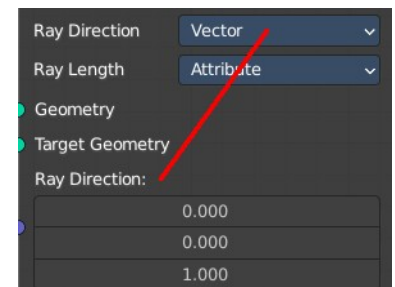 Ray Direction Vector
Ray Length Attribute
Geometry
Target Geometry
Ray Direction:
0.000
0.000
1.000